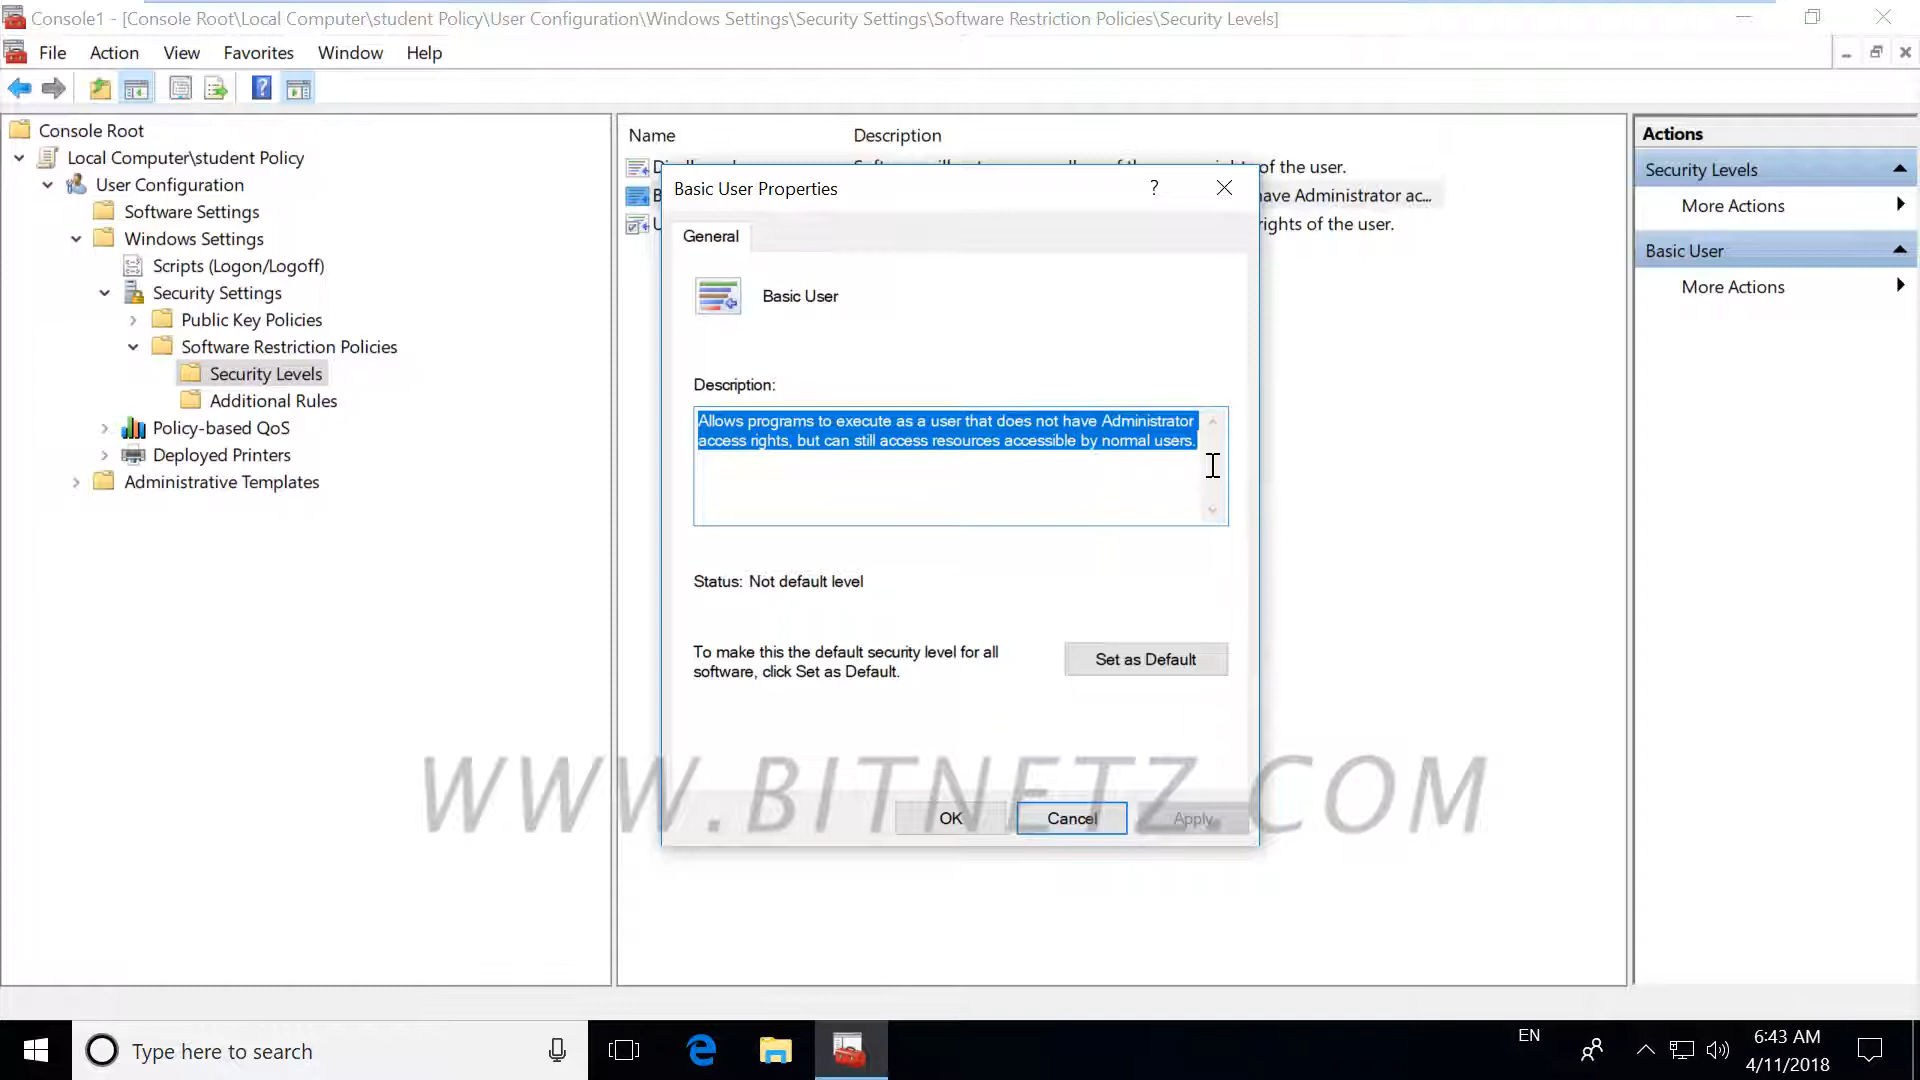 Console1 - [Console Root\Local Computer\student Policy\User Configuration\Windows Settings\Security Settings\Software Restriction Policies\Security Levels]
File Action View Favorites Window Help
Console Root
Local Computer\student Policy
User Configuration
Software Settings
Windows Settings
Scripts (Logon/Logoff)
Security Settings
Public Key Policies
Software Restriction Policies
Security Levels
Additional Rules
Policy-based QoS
Deployed Printers
Administrative Templates
Name Description
of the user.
have Administrator ac...
rights of the user.
Basic User Properties
General
Basic User
Description:
Allows programs to execute as a user that does not have Administrator
access rights, but can still access resources accessible by normal users.
Status: Not default level
To make this the default security level for all
software, click Set as Default.
Set as Default
OK Cancel Apply
WWW.BITNETZ.COM
Actions
Security Levels
More Actions
Basic User
More Actions
Type here to search
EN
6:43 AM
4/11/2018